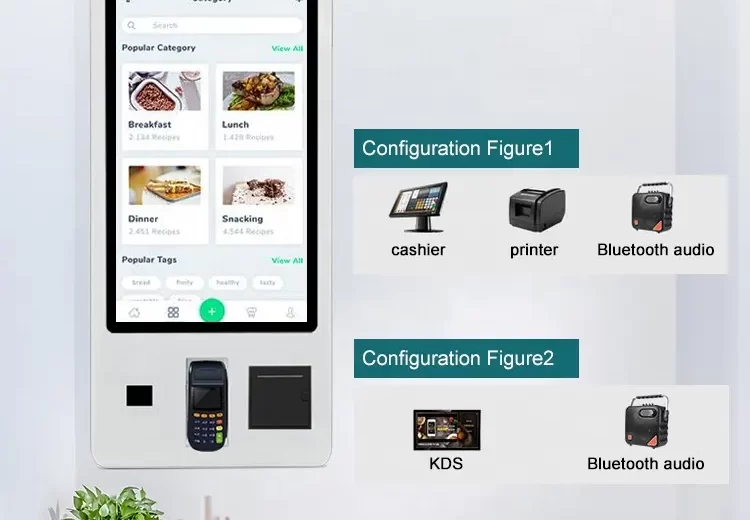 Category
Search
Popular Category View All
Breakfast Lunch
2,134 Recipes 1,428 Recipes
Dinner Snacking
2,451 Recipes 4,544 Recipes
Popular Tags View All
bread fruity healthy tasty
Configuration Figure1
cashier printer Bluetooth audio
Configuration Figure2
KDS Bluetooth audio